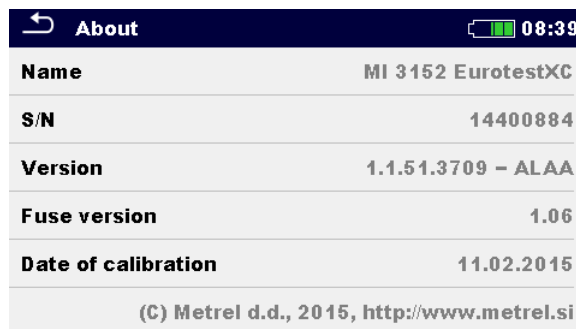 About 08:39
Name MI 3152 EurotestXC
S/N 14400884
Version 1.1.51.3709 – ALAA
Fuse version 1.06
Date of calibration 11.02.2015
(C) Metrel d.d., 2015, http://www.metrel.si